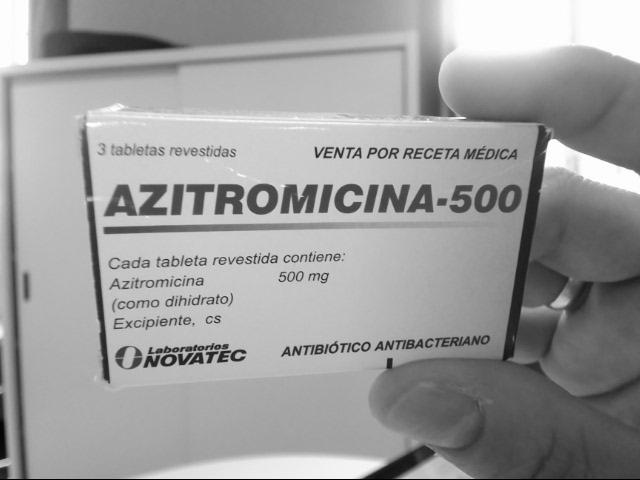 3 tabletas revestidas VENTA POR RECETA MÉDICA
AZITROMICINA-500
Cada tableta revestida contiene:
Azitromicina 500 mg
(como dihidrato)
Excipiente, cs
Laboratorios
NOVATEC ANTIBIÓTICO ANTIBACTERIANO